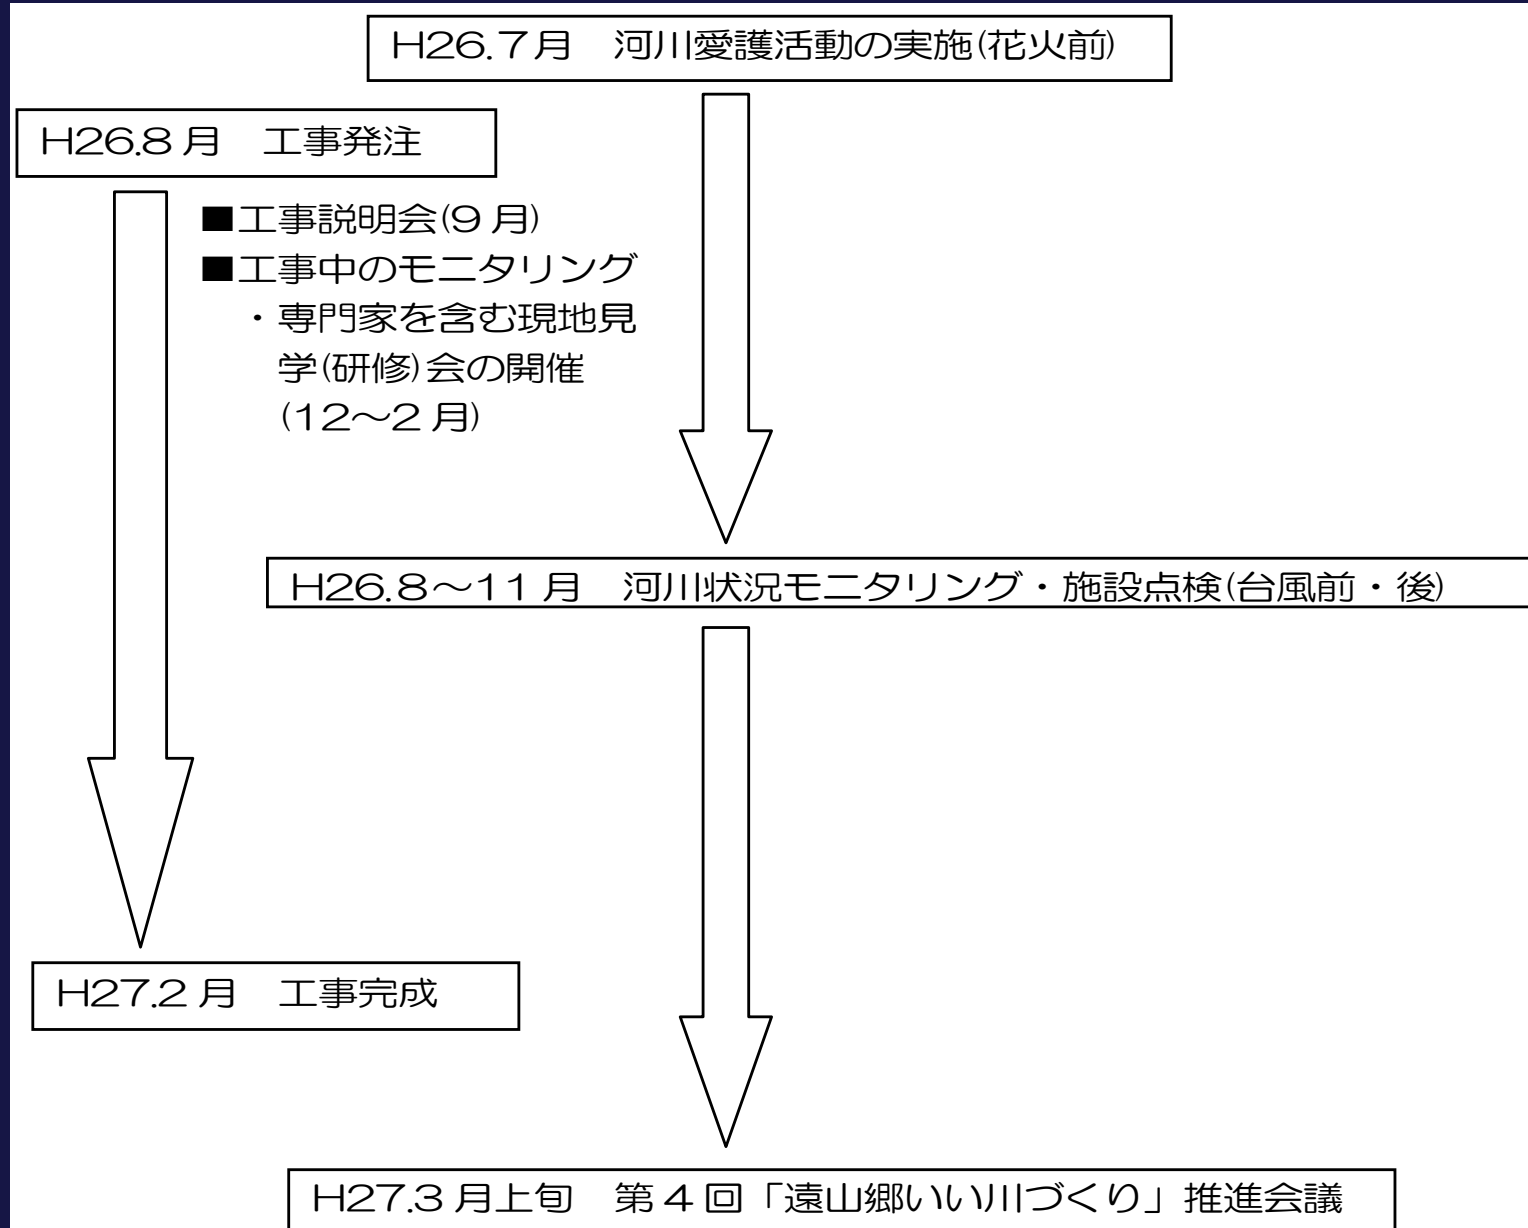 H26.7月　河川愛護活動の実施(花火前)
H26.8月　工事発注
■工事説明会(9月)
■工事中のモニタリング
・専門家を含む現地見
学(研修)会の開催
(12～2月)
H26.8～11月　河川状況モニタリング・施設点検(台風前・後)
H27.2月　工事完成
H27.3月上旬　第4回「遠山郷いい川づくり」推進会議